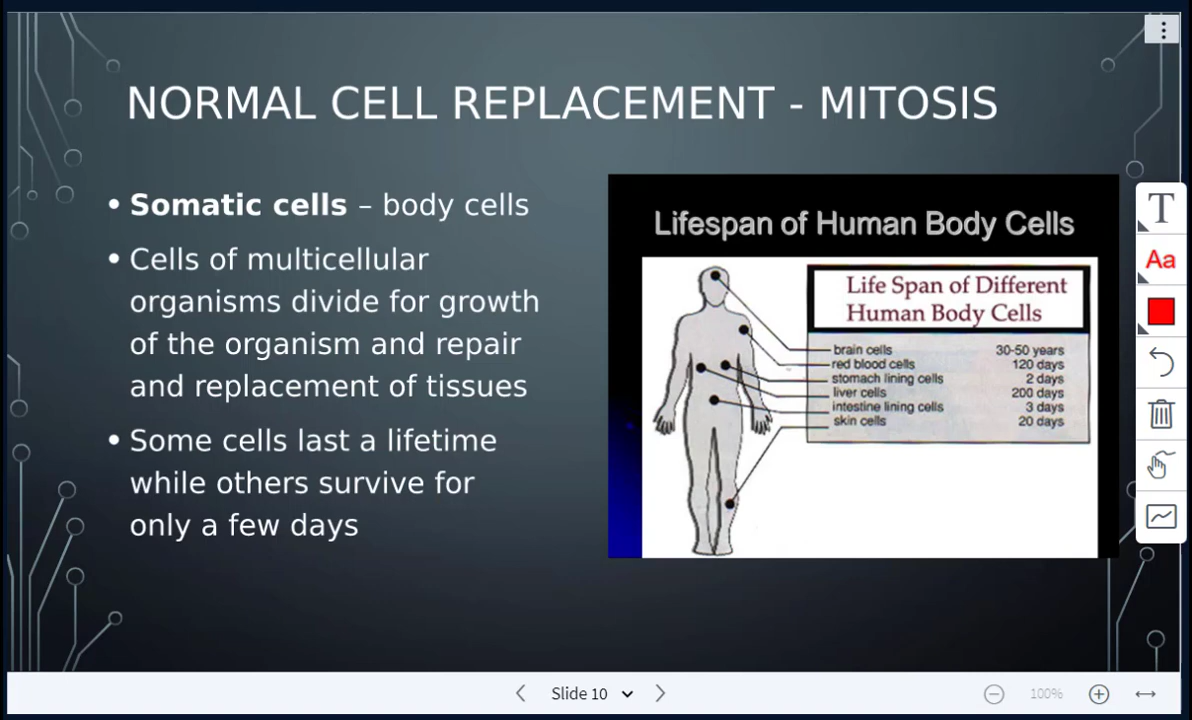 NORMAL CELL REPLACEMENT - MITOSIS
• Somatic cells – body cells
• Cells of multicellular
organisms divide for growth
of the organism and repair
and replacement of tissues
• Some cells last a lifetime
while others survive for
only a few days
Lifespan of Human Body Cells
Life Span of Different
Human Body Cells
brain cells 30-50 years
red blood cells 120 days
stomach lining cells 2 days
liver cells 200 days
intestine lining cells 3 days
skin cells 20 days
T
Aa
Slide 10
100%